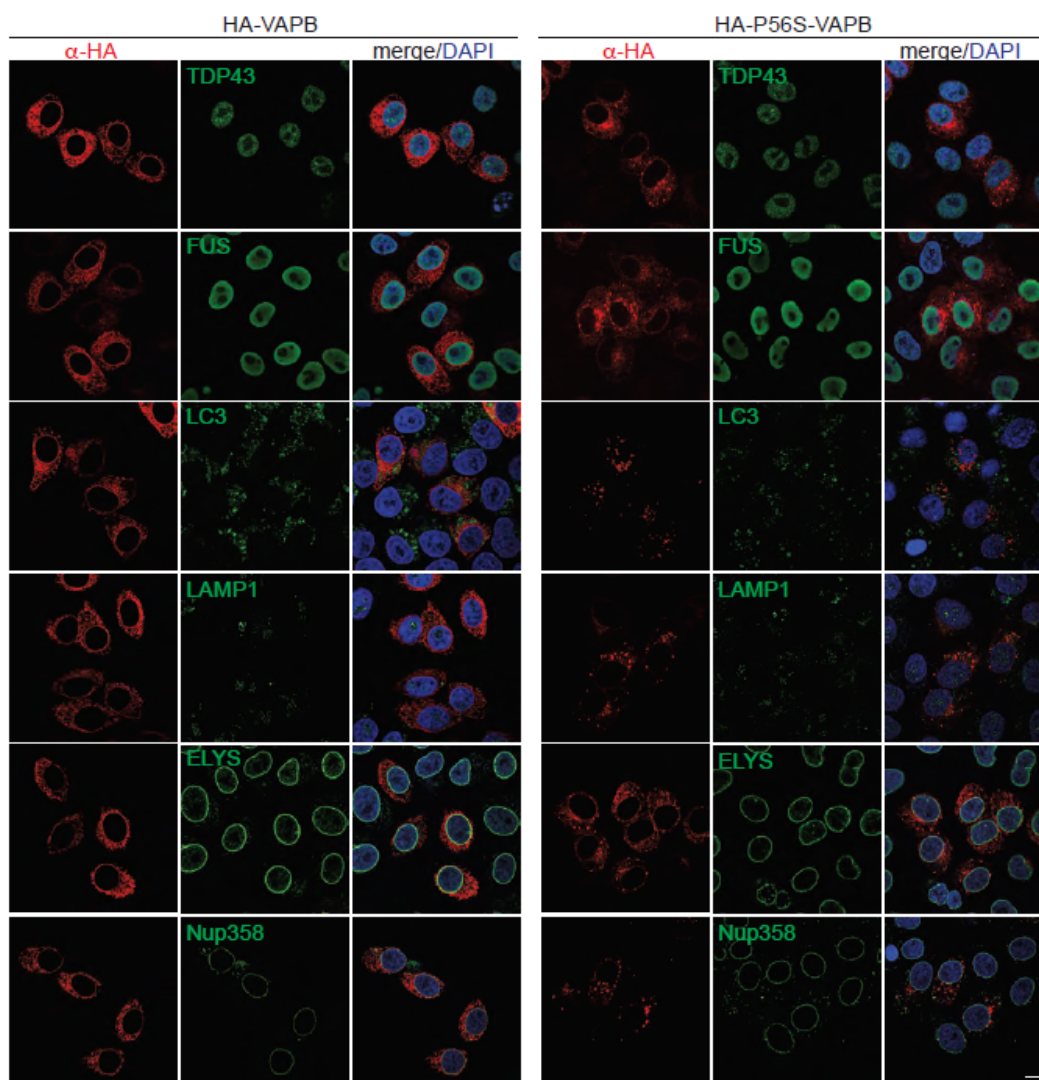 HA-VAPB HA-P56S-VAPB
α-HA merge/DAPI α-HA merge/DAPI
TDP43 TDP43
FUS FUS
LC3 LC3
LAMP1 LAMP1
ELYS ELYS
Nup358 Nup358